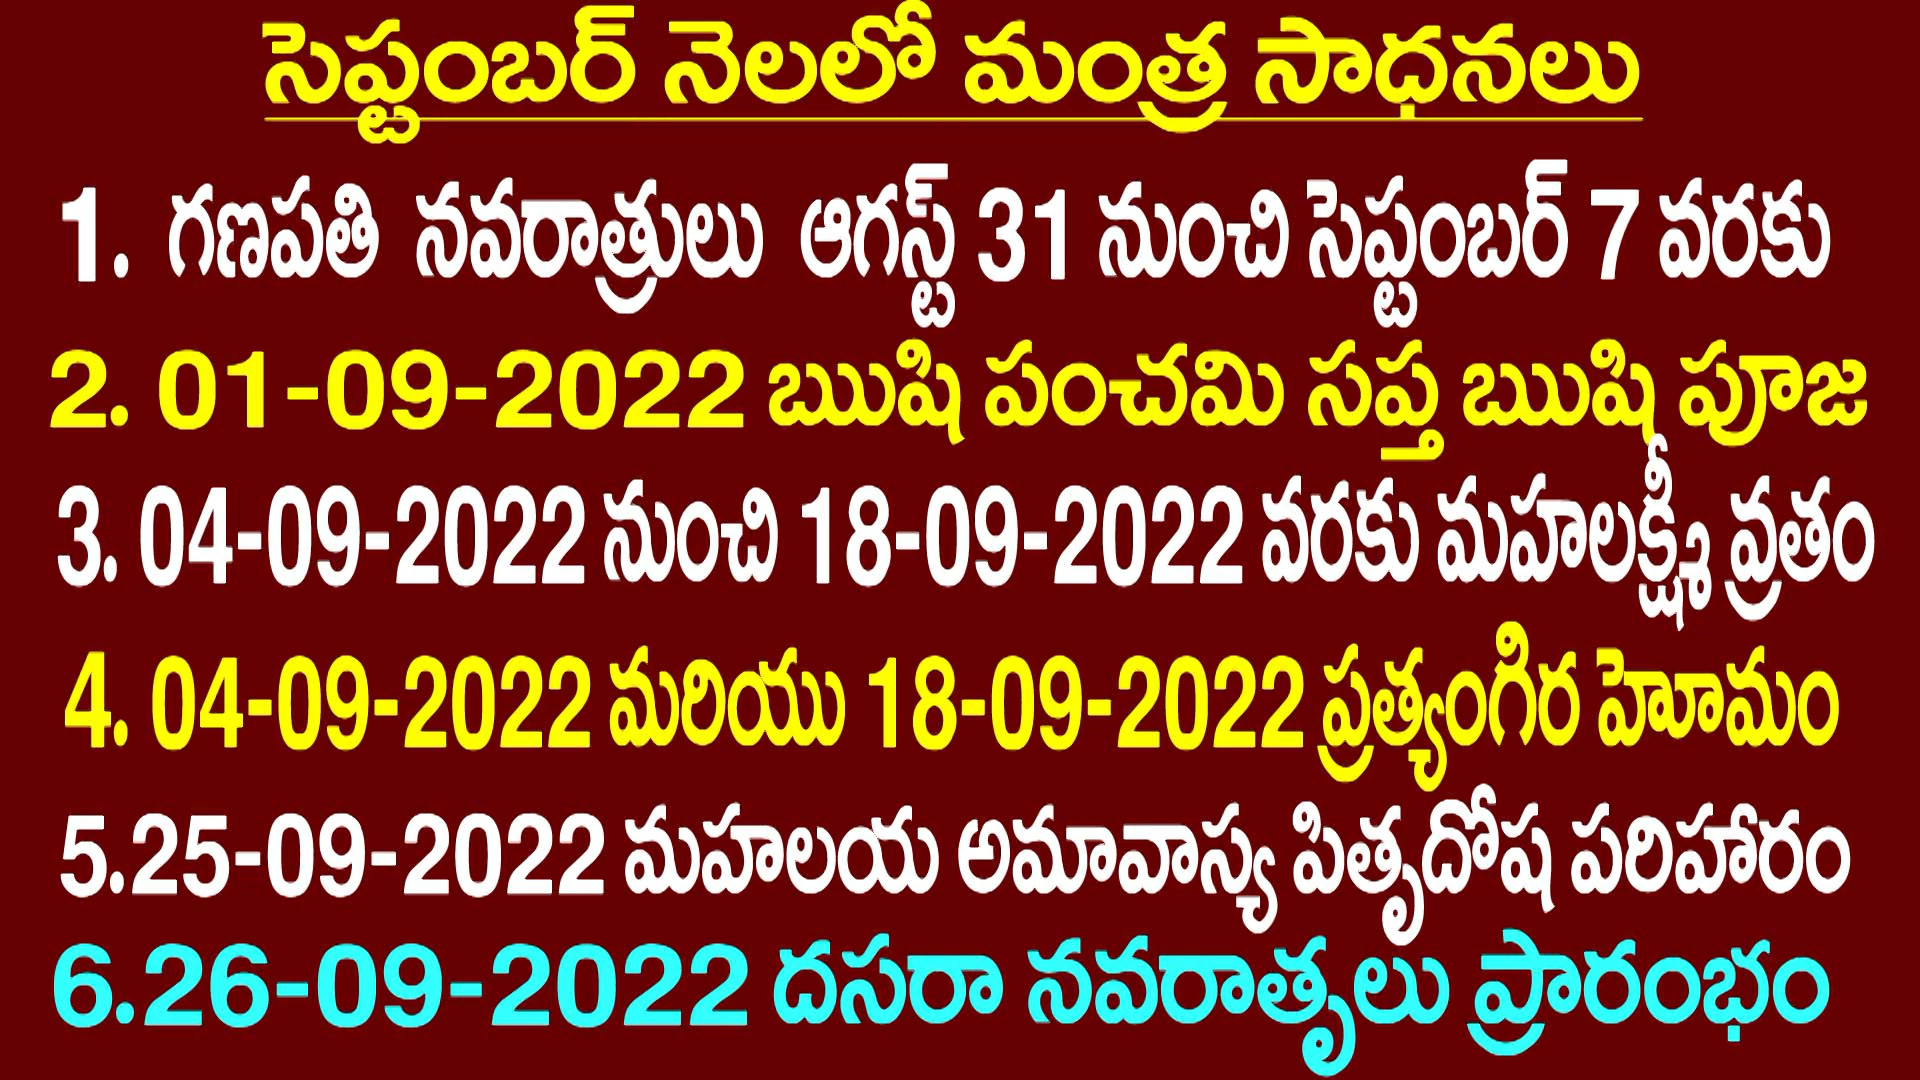 సెప్టంబర్ నెలలో మంత్ర సాధనలు
1. గణపతి నవరాత్రులు ఆగస్ట్ 31 నుంచి సెప్టంబర్ 7 వరకు
2. 01-09-2022 ఋషి పంచమి సప్త ఋషి పూజ
3. 04-09-2022 నుంచి 18-09-2022 వరకు మహలక్ష్మీ వ్రతం
4. 04-09-2022 మరియు 18-09-2022 ప్రత్యంగిర హెూమం
5.25-09-2022 మహలయ అమావాస్య పితృదోష పరిహారం
6.26-09-2022 దసరా నవరాతృలు ప్రారంభం